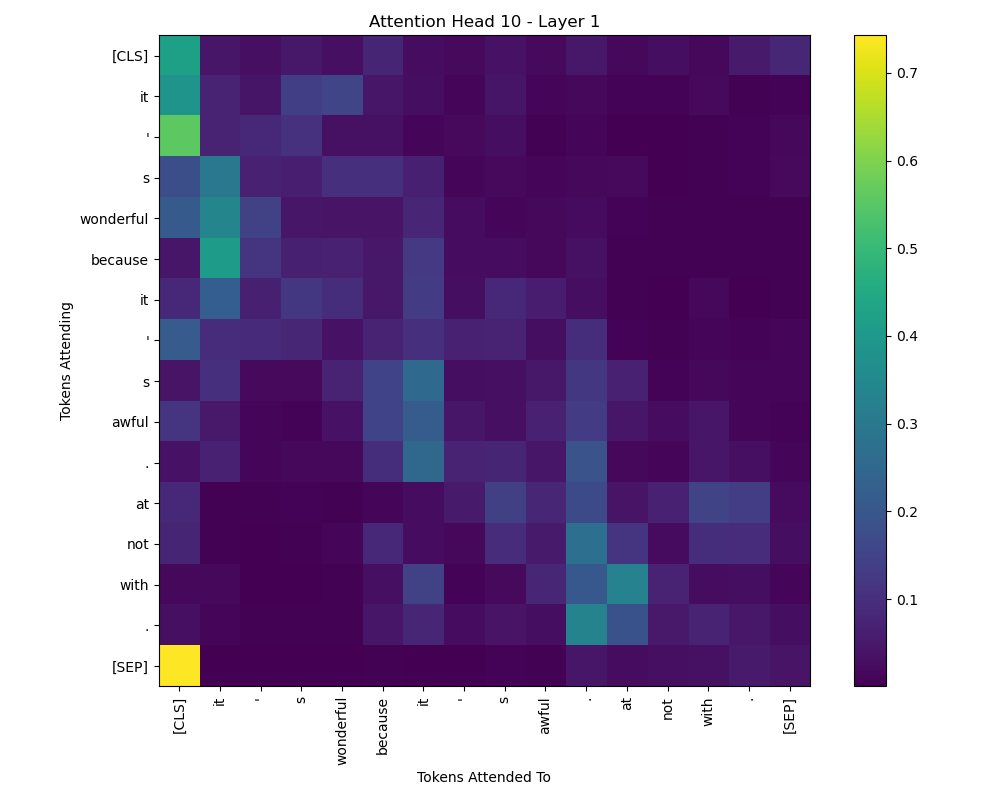 Attention Head 10 - Layer 1
[CLS]
it
'
s
wonderful
because
it
'
s
awful
.
at
not
with
.
[SEP]
Tokens Attending
[CLS]
it
'
s
wonderful
because
it
'
s
awful
.
at
not
with
.
[SEP]
Tokens Attended To
0.7
0.6
0.5
0.4
0.3
0.2
0.1